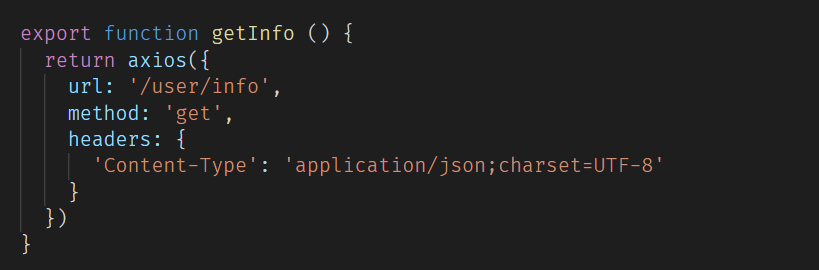 export function getInfo () {
  return axios({
    url: '/user/info',
    method: 'get',
    headers: {
      'Content-Type': 'application/json;charset=UTF-8'
    }
  })
}